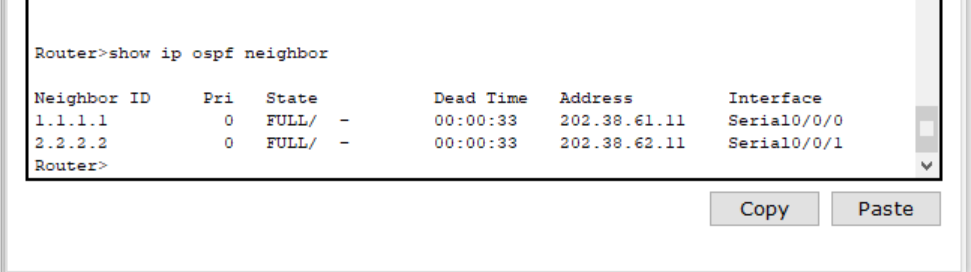 Router>show ip ospf neighbor
Neighbor ID Pri State Dead Time Address Interface
1.1.1.1 0 FULL/ - 00:00:33 202.38.61.11 Serial0/0/0
2.2.2.2 0 FULL/ - 00:00:33 202.38.62.11 Serial0/0/1
Router>
Copy Paste